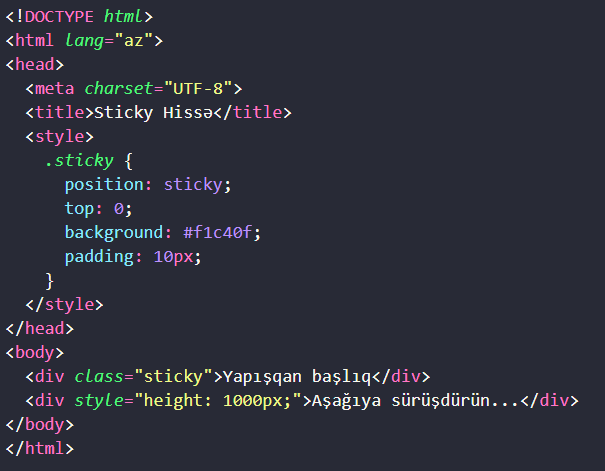 <!DOCTYPE html>
<html lang="az">
<head>
  <meta charset="UTF-8">
  <title>Sticky Hissə</title>
  <style>
    .sticky {
      position: sticky;
      top: 0;
      background: #f1c40f;
      padding: 10px;
    }
  </style>
</head>
<body>
  <div class="sticky">Yapışqan başlıq</div>
  <div style="height: 1000px;">Aşağıya sürüşdürün...</div>
</body>
</html>